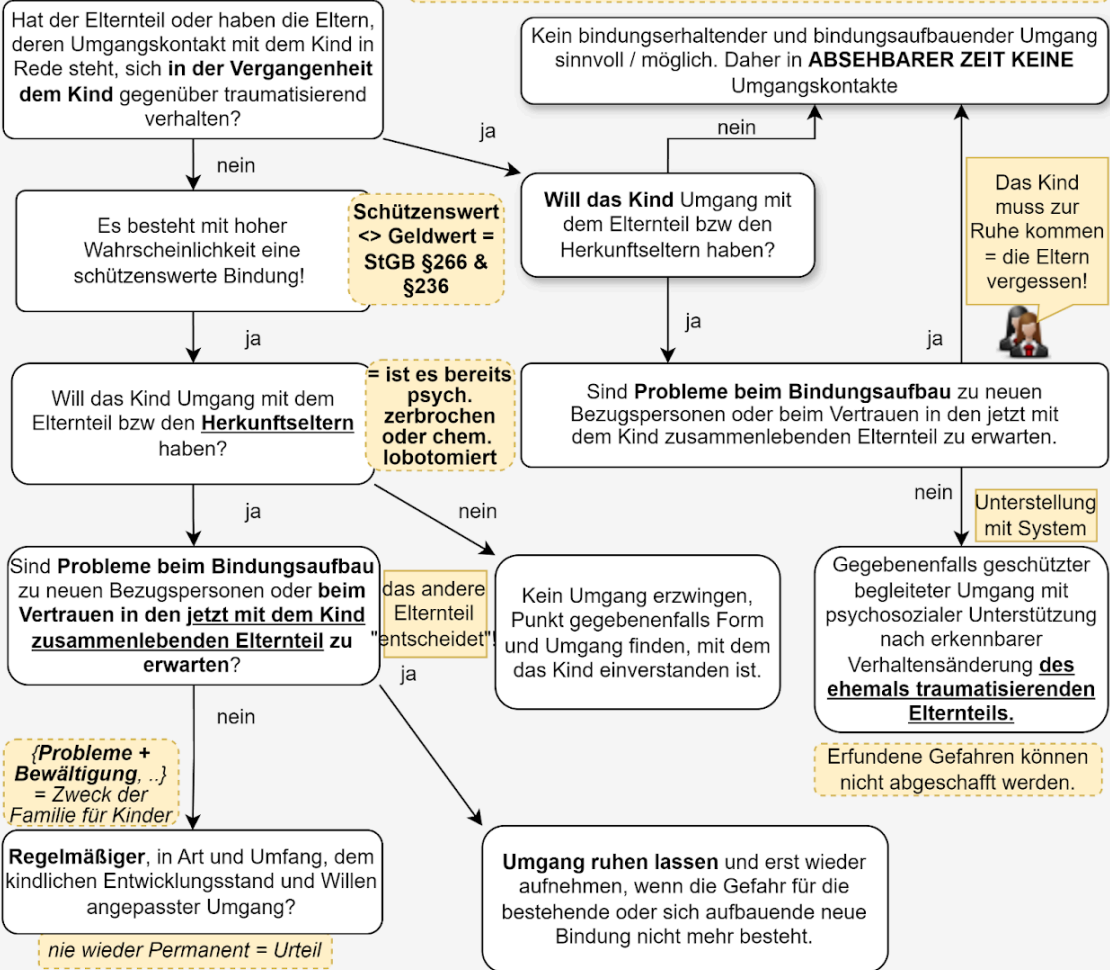 Hat der Elternteil oder haben die Eltern,
deren Umgangskontakt mit dem Kind in
Rede steht, sich in der Vergangenheit
dem Kind gegenüber traumatisierend
verhalten?
Kein bindungserhaltender und bindungsaufbauender Umgang
sinnvoll / möglich. Daher in ABSEHBARER ZEIT KEINE
Umgangskontakte
ja
nein
nein
ja
Es besteht mit hoher
Wahrscheinlichkeit eine
schützenswerte Bindung!
Schützenswert
<> Geldwert =
StGB §266 &
§236
Will das Kind Umgang mit
dem Elternteil bzw den
Herkunftseltern haben?
Das Kind
muss zur
Ruhe kommen
= die Eltern
vergessen!
ja
ja
Will das Kind Umgang mit dem
Elternteil bzw den Herkunftseltern
haben?
= ist es bereits
psych.
zerbrochen
oder chem.
lobotomiert
Sind Probleme beim Bindungsaufbau zu neuen
Bezugspersonen oder beim Vertrauen in den jetzt mit
dem Kind zusammenlebenden Elternteil zu erwarten.
ja
nein
nein
Unterstellung
mit System
Sind Probleme beim Bindungsaufbau
zu neuen Bezugspersonen oder beim
Vertrauen in den jetzt mit dem Kind
zusammenlebenden Elternteil zu
erwarten?
das andere
Elternteil
"entscheidet"!
Kein Umgang erzwingen,
Punkt gegebenenfalls Form
und Umgang finden, mit dem
das Kind einverstanden ist.
Gegebenenfalls geschützter
begleiteter Umgang mit
psychosozialer Unterstützung
nach erkennbarer
Verhaltensänderung des
ehemals traumatisierenden
Elternteils.
ja
nein
{Probleme +
Bewältigung, ..}
= Zweck der
Familie für Kinder
Erfundene Gefahren können
nicht abgeschafft werden.
Regelmäßiger, in Art und Umfang, dem
kindlichen Entwicklungsstand und Willen
angepasster Umgang?
Umgang ruhen lassen und erst wieder
aufnehmen, wenn die Gefahr für die
bestehende oder sich aufbauende neue
Bindung nicht mehr besteht.
nie wieder Permanent = Urteil